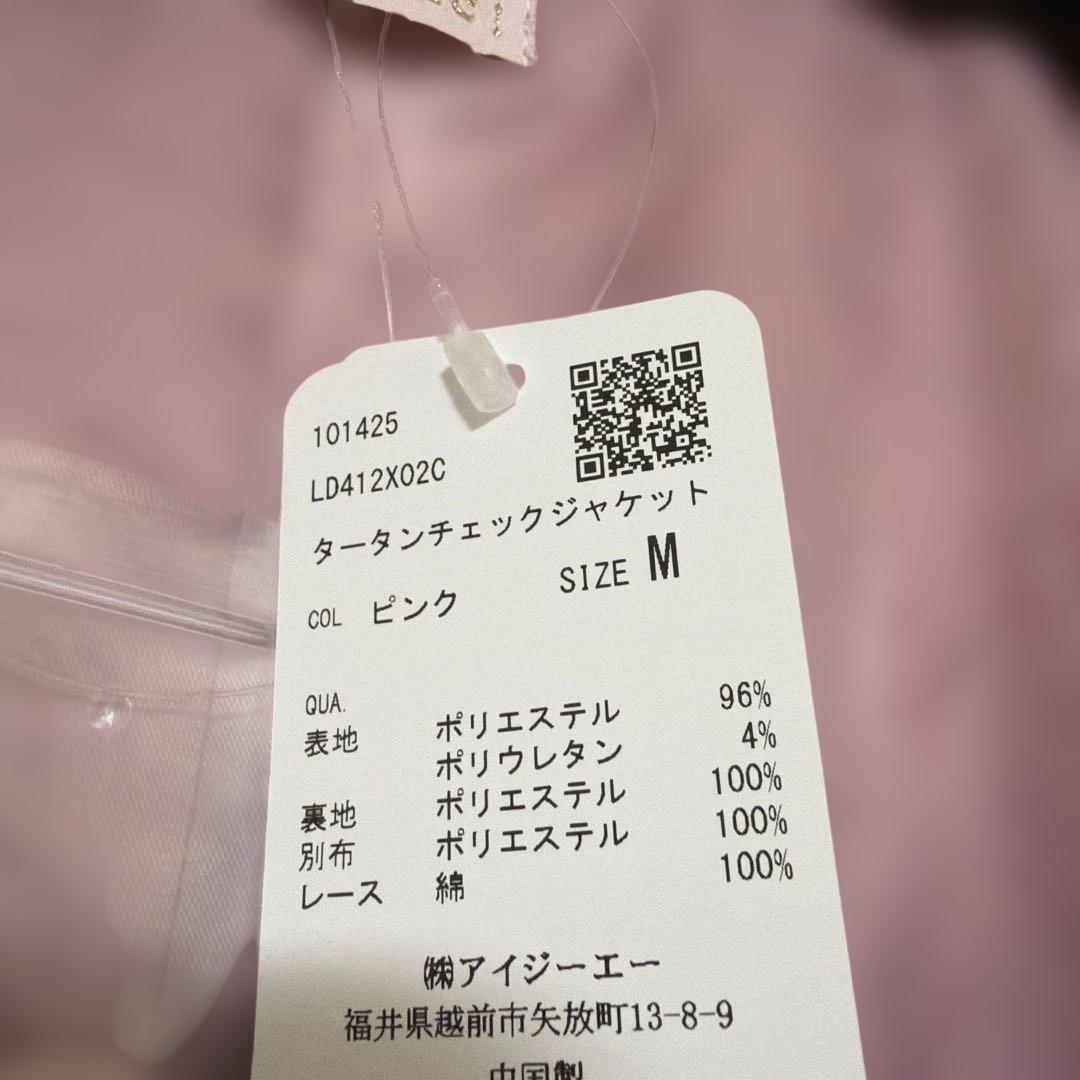 101425
LD412X02C
タータンチェックジャケット
COL ピンク SIZE M
QUA.
表地 ポリエステル 96%
ポリウレタン 4%
裏地 ポリエステル 100%
別布 ポリエステル 100%
レース 綿 100%
㈱アイジーエー
福井県越前市矢放町13-8-9
中国製